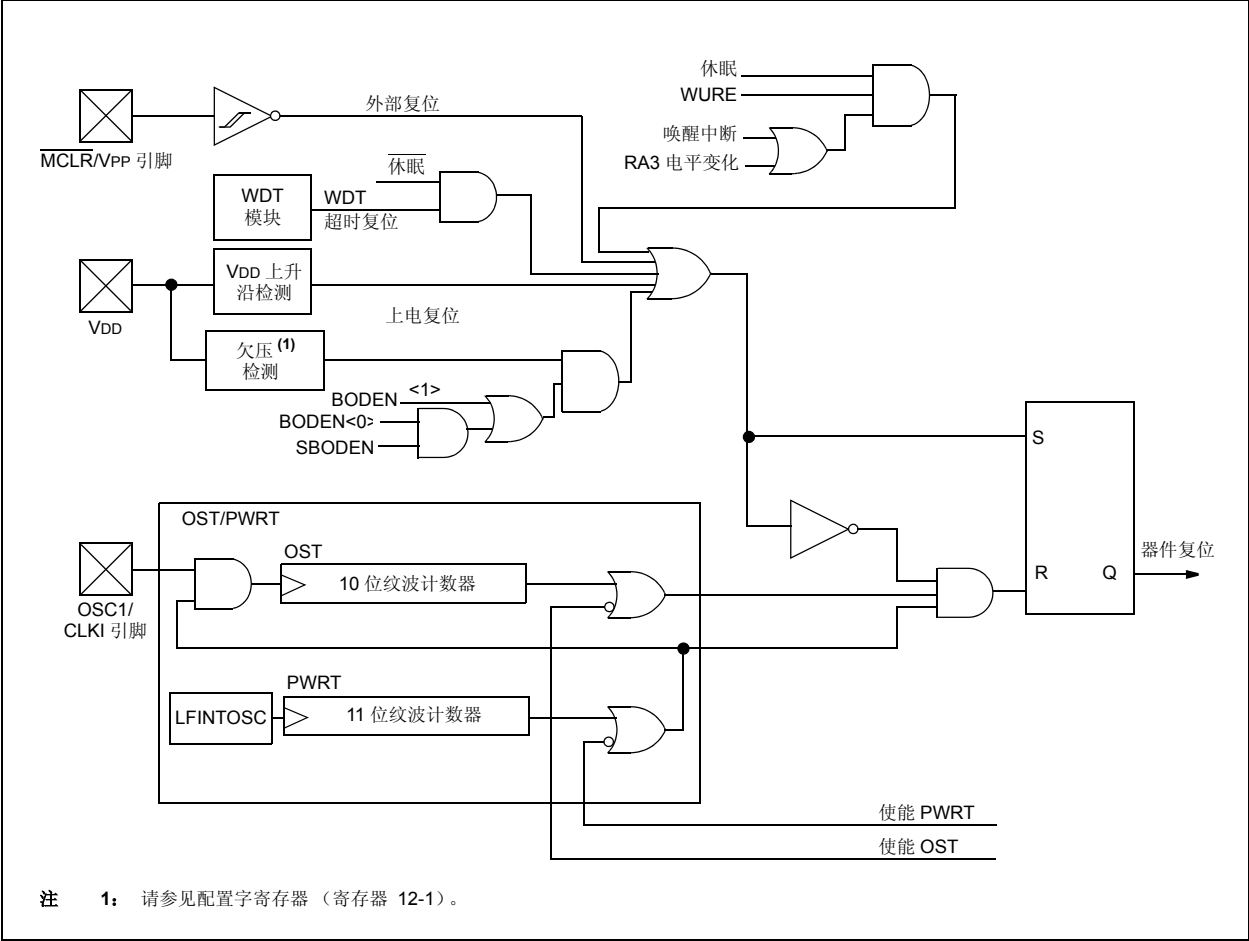 休眠
WURE
唤醒中断
RA3 电平变化
外部复位
MCLR/VPP 引脚
休眠
WDT
模块
WDT
超时复位
VDD 上升
沿检测
VDD
上电复位
欠压 (1)
检测
BODEN <1>
BODEN<0>
SBODEN
S
R
Q
器件复位
OST/PWRT
OST
10 位纹波计数器
OSC1/
CLKI 引脚
PWRT
LFINTOSC
11 位纹波计数器
使能 PWRT
使能 OST
注 1: 请参见配置字寄存器 （寄存器 12-1）。